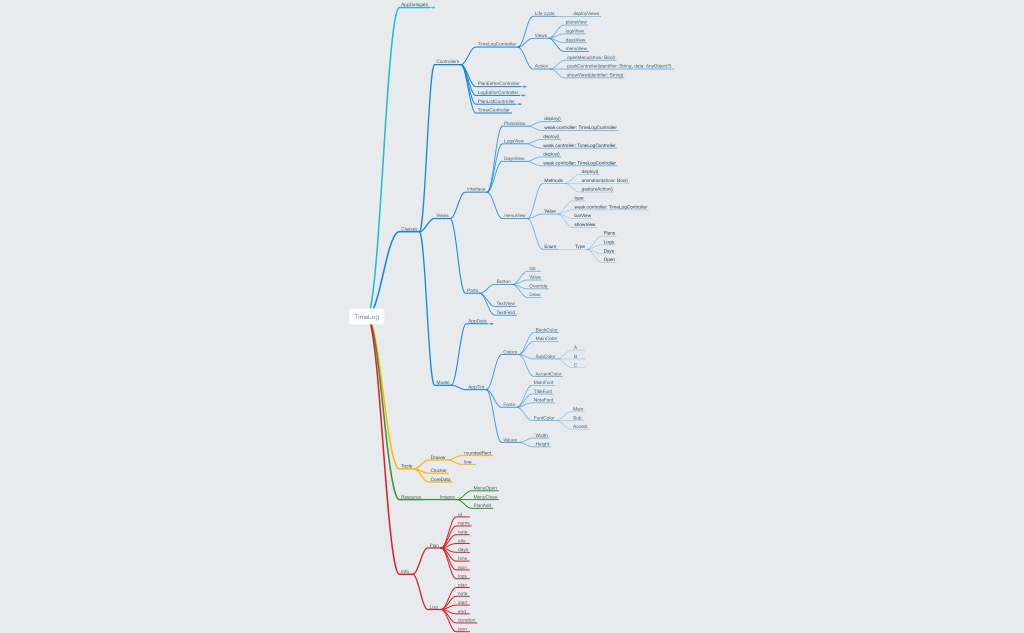 TimeLog
AppDelegate
Classes
Controllers
TimeLogController
Life cycle
deployViews
Views
plansView
logsView
daysView
menuView
Action
openMenu(show: Bool)
pushController(identifier: String, data: AnyObject?)
showView(identifier: String)
PlanEditorController
LogEditorController
PlanListController
TimerController
Views
Interface
PlansView
deploy()
weak controller: TimeLogController
LogsView
deploy()
weak controller: TimeLogController
DaysView
deploy()
weak controller: TimeLogController
menuView
Methods
deploy()
animation(show: Bool)
gestureAction()
Value
type
weak controller: TimeLogController
barView
showView
Enum
Type
Plans
Logs
Days
Open
Parts
Button
Init
Value
Override
Draw
TextView
TextField
Model
AppData
AppTint
Colors
BackColor
MainColor
SubColor
A
B
C
AccentColor
Fonts
MainFont
TitleFont
NoteFont
FontColor
Main
Sub
Accent
Values
Width
Height
Tools
Drawer
roundedRect
line
Clocker
CoreData
Resource
Images
MenuOpen
MenuClose
PlanAdd
Info
Plan
id
name
note
title
days
time
icon
logs
Log
plan
note
start
end
duration
json